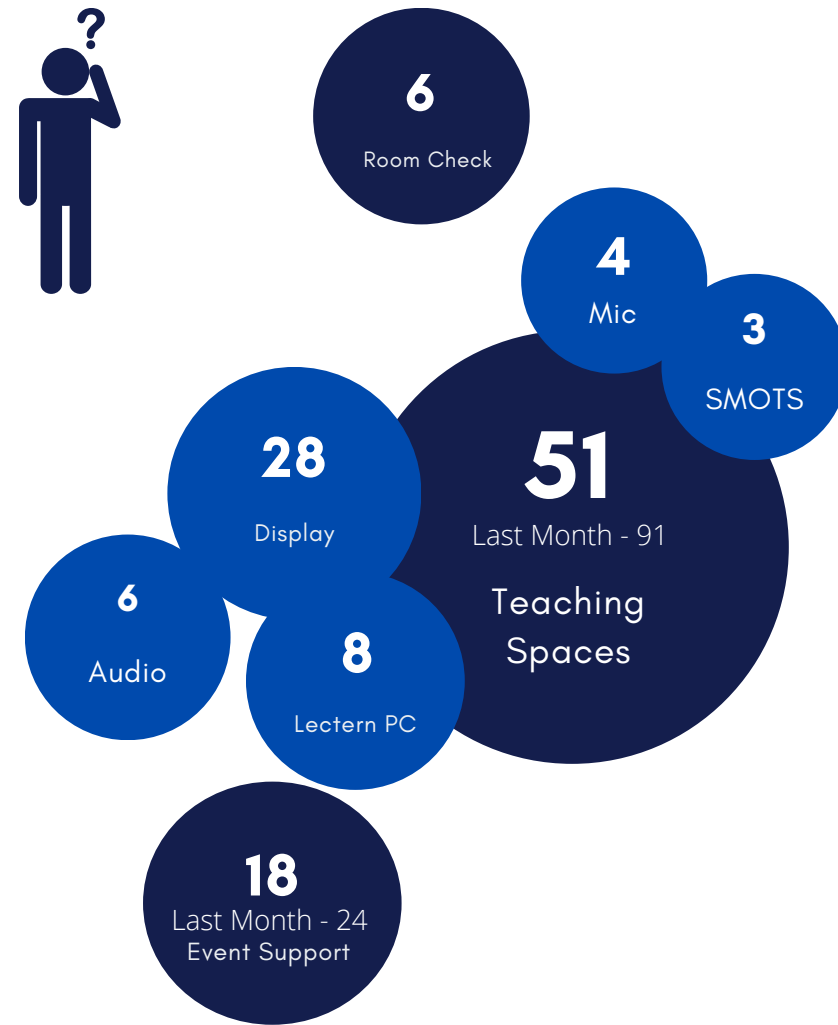 ?
6
Room Check
4
Mic
3
SMOTS
51
Last Month - 91
Teaching
Spaces
28
Display
6
Audio
8
Lectern PC
18
Last Month - 24
Event Support